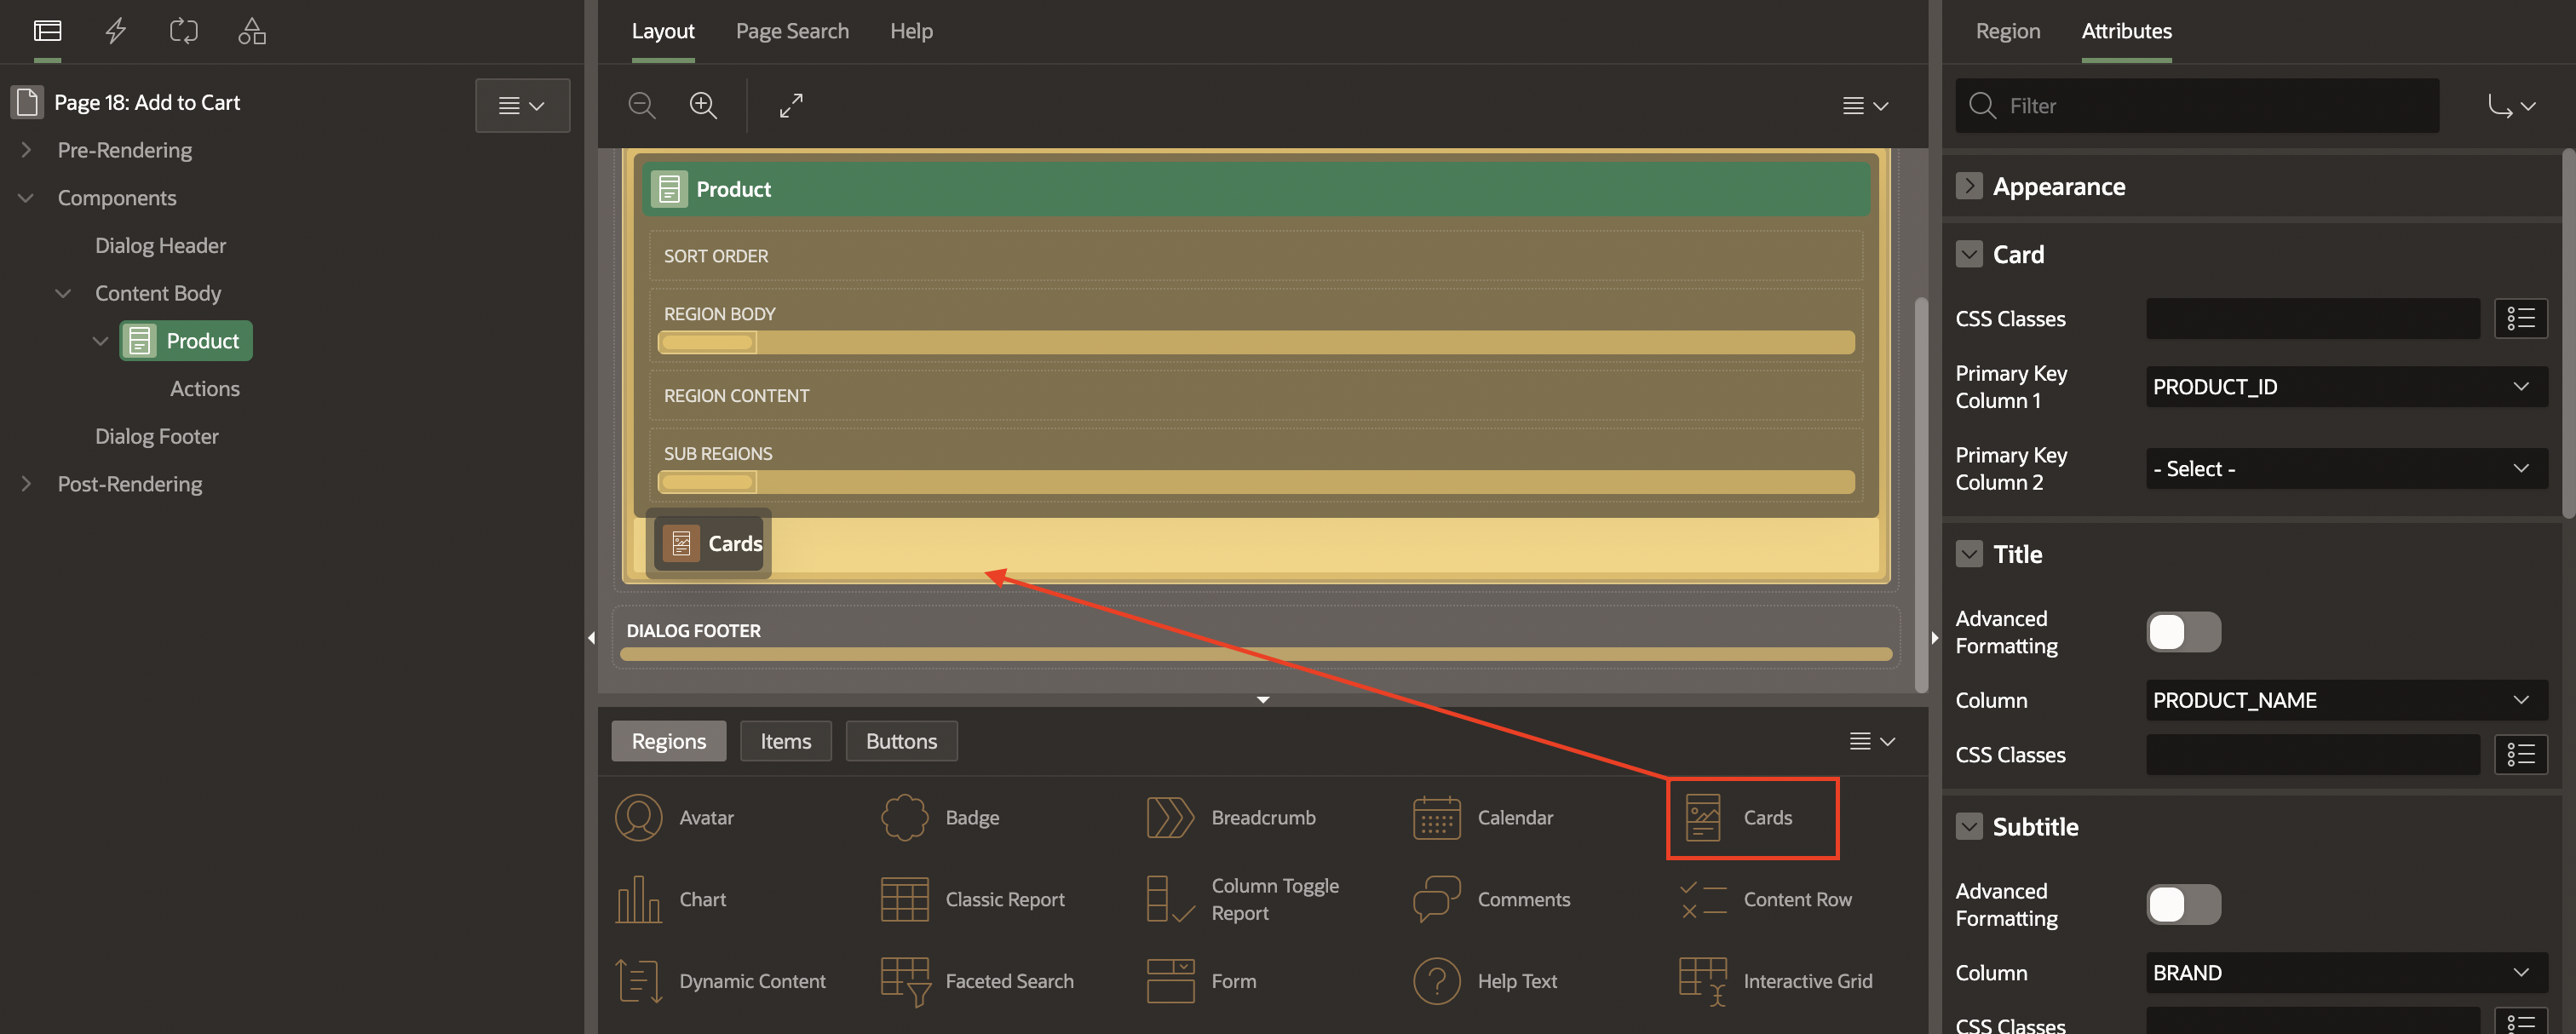 Page 18: Add to Cart
Pre-Rendering
Components
Dialog Header
Content Body
Product
Actions
Dialog Footer
Post-Rendering
Layout
Page Search
Help
Product
SORT ORDER
REGION BODY
REGION CONTENT
SUB REGIONS
Cards
DIALOG FOOTER
Regions
Items
Buttons
Avatar
Badge
Breadcrumb
Calendar
Cards
Chart
Classic Report
Column Toggle
Report
Comments
Content Row
Dynamic Content
Faceted Search
Form
Help Text
Interactive Grid
Region
Attributes
Filter
Appearance
Card
CSS Classes
Primary Key
Column 1
PRODUCT_ID
Primary Key
Column 2
- Select -
Title
Advanced
Formatting
Column
PRODUCT_NAME
CSS Classes
Subtitle
Advanced
Formatting
Column
BRAND
CSS Classes